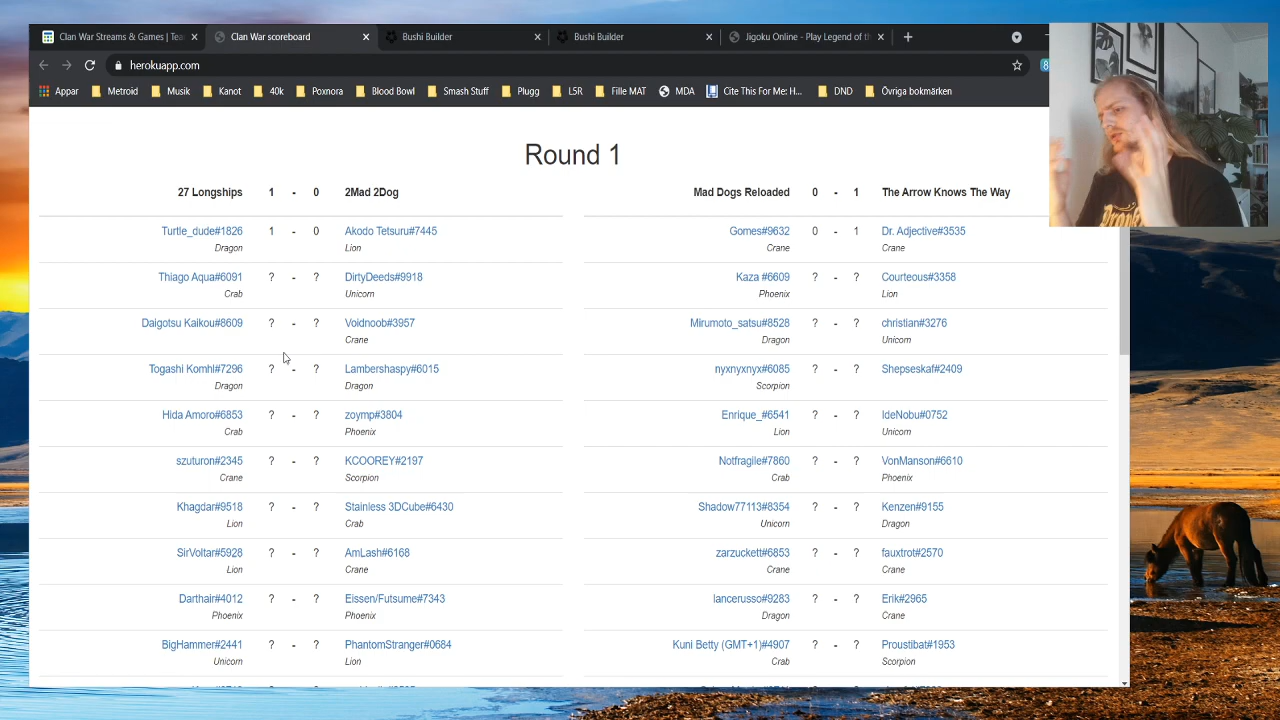 Clan War Streams & Games | Tea
Clan War scoreboard
Bushi Builder
Bushi Builder
Jigoku Online - Play Legend of th
herokuapp.com
Appar Metroid Musik Kanot 40k Poxnora Blood Bowl Smash Stuff Plugg L5R Fille MAT MDA Cite This For Me: H... DND Övriga bokmärken
Round 1
27 Longships 1 - 0 2Mad 2Dog
Turtle_dude#1826 1 - 0 Akodo Tetsuru#7445
Dragon Lion
Thiago Aqua#6091 ? - ? DirtyDeeds#9918
Crab Unicorn
Daigotsu Kaikou#8609 ? - ? Voidnoob#3957
Crane
Togashi Komhl#7296 ? - ? Lambershaspy#6015
Dragon Dragon
Hida Amoro#6853 ? - ? zoymp#3804
Crab Phoenix
szuturon#2345 ? - ? KCOOREY#2197
Crane Scorpion
Khagdar#9518 ? - ? Stainless 3DCube#6430
Lion Crab
SirVoltar#5928 ? - ? AmLash#6168
Lion Crane
Darthair#4012 ? - ? Eissen/Futsume#7343
Phoenix Phoenix
BigHammer#2441 ? - ? PhantomStranger#0684
Unicorn Lion
Mad Dogs Reloaded 0 - 1 The Arrow Knows The Way
Gomes#9632 0 - 1 Dr. Adjective#3535
Crane Crane
Kaza #6609 ? - ? Courteous#3358
Phoenix Lion
Mirumoto_satsu#8528 ? - ? christian#3276
Dragon Unicorn
nyxnyxnyx#6085 ? - ? Shepseskaf#2409
Scorpion
Enrique_#6541 ? - ? IdeNobu#0752
Lion Unicorn
Notfragile#7860 ? - ? VonManson#6610
Crab Phoenix
Shadow77113#8354 ? - ? Kenzen#9155
Unicorn Dragon
zarzuckett#6853 ? - ? fauxtrot#2570
Crane Crane
lancerusso#9283 ? - ? Erik#2965
Dragon Crane
Kuni Betty (GMT+1)#4907 ? - ? Proustibat#1953
Crab Scorpion